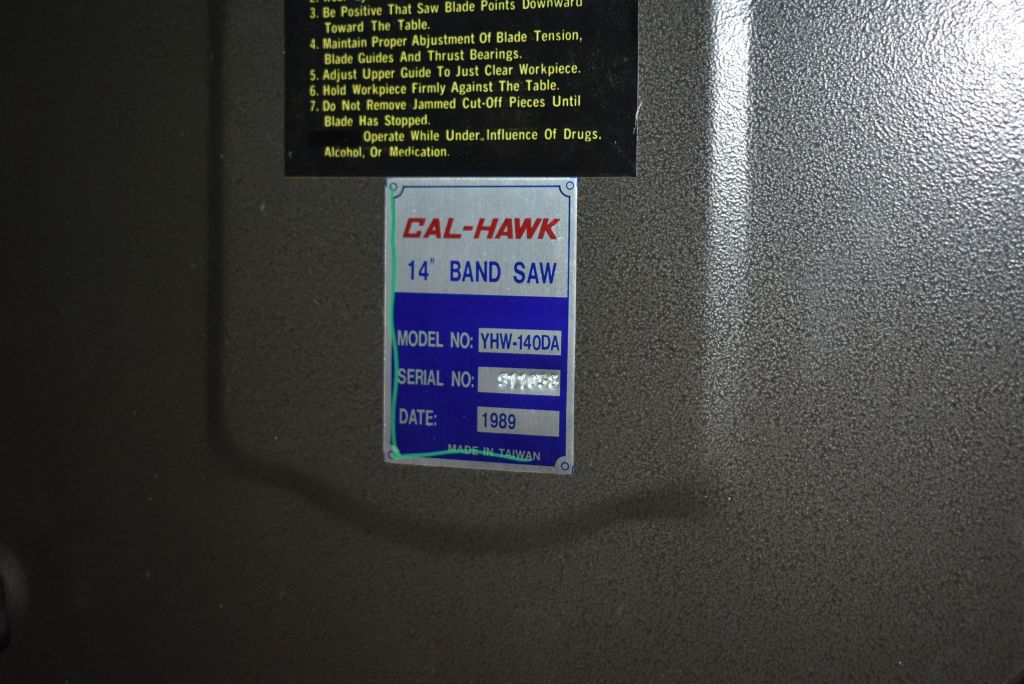 3. Be Positive That Saw Blade Points Downward
Toward The Table.
4. Maintain Proper Abjustment Of Blade Tension,
Blade Guides And Thrust Bearings.
5. Adjust Upper Guide To Just Clear Workpiece.
6. Hold Workpiece Firmly Against The Table.
7. Do Not Remove Jammed Cut-Off Pieces Until
Blade Has Stopped.
Operate While Under Influence Of Drugs,
Alcohol, Or Medication.
CAL-HAWK
14" BAND SAW
MODEL NO: YHW-140DA
SERIAL NO:
DATE: 1989
MADE IN TAIWAN